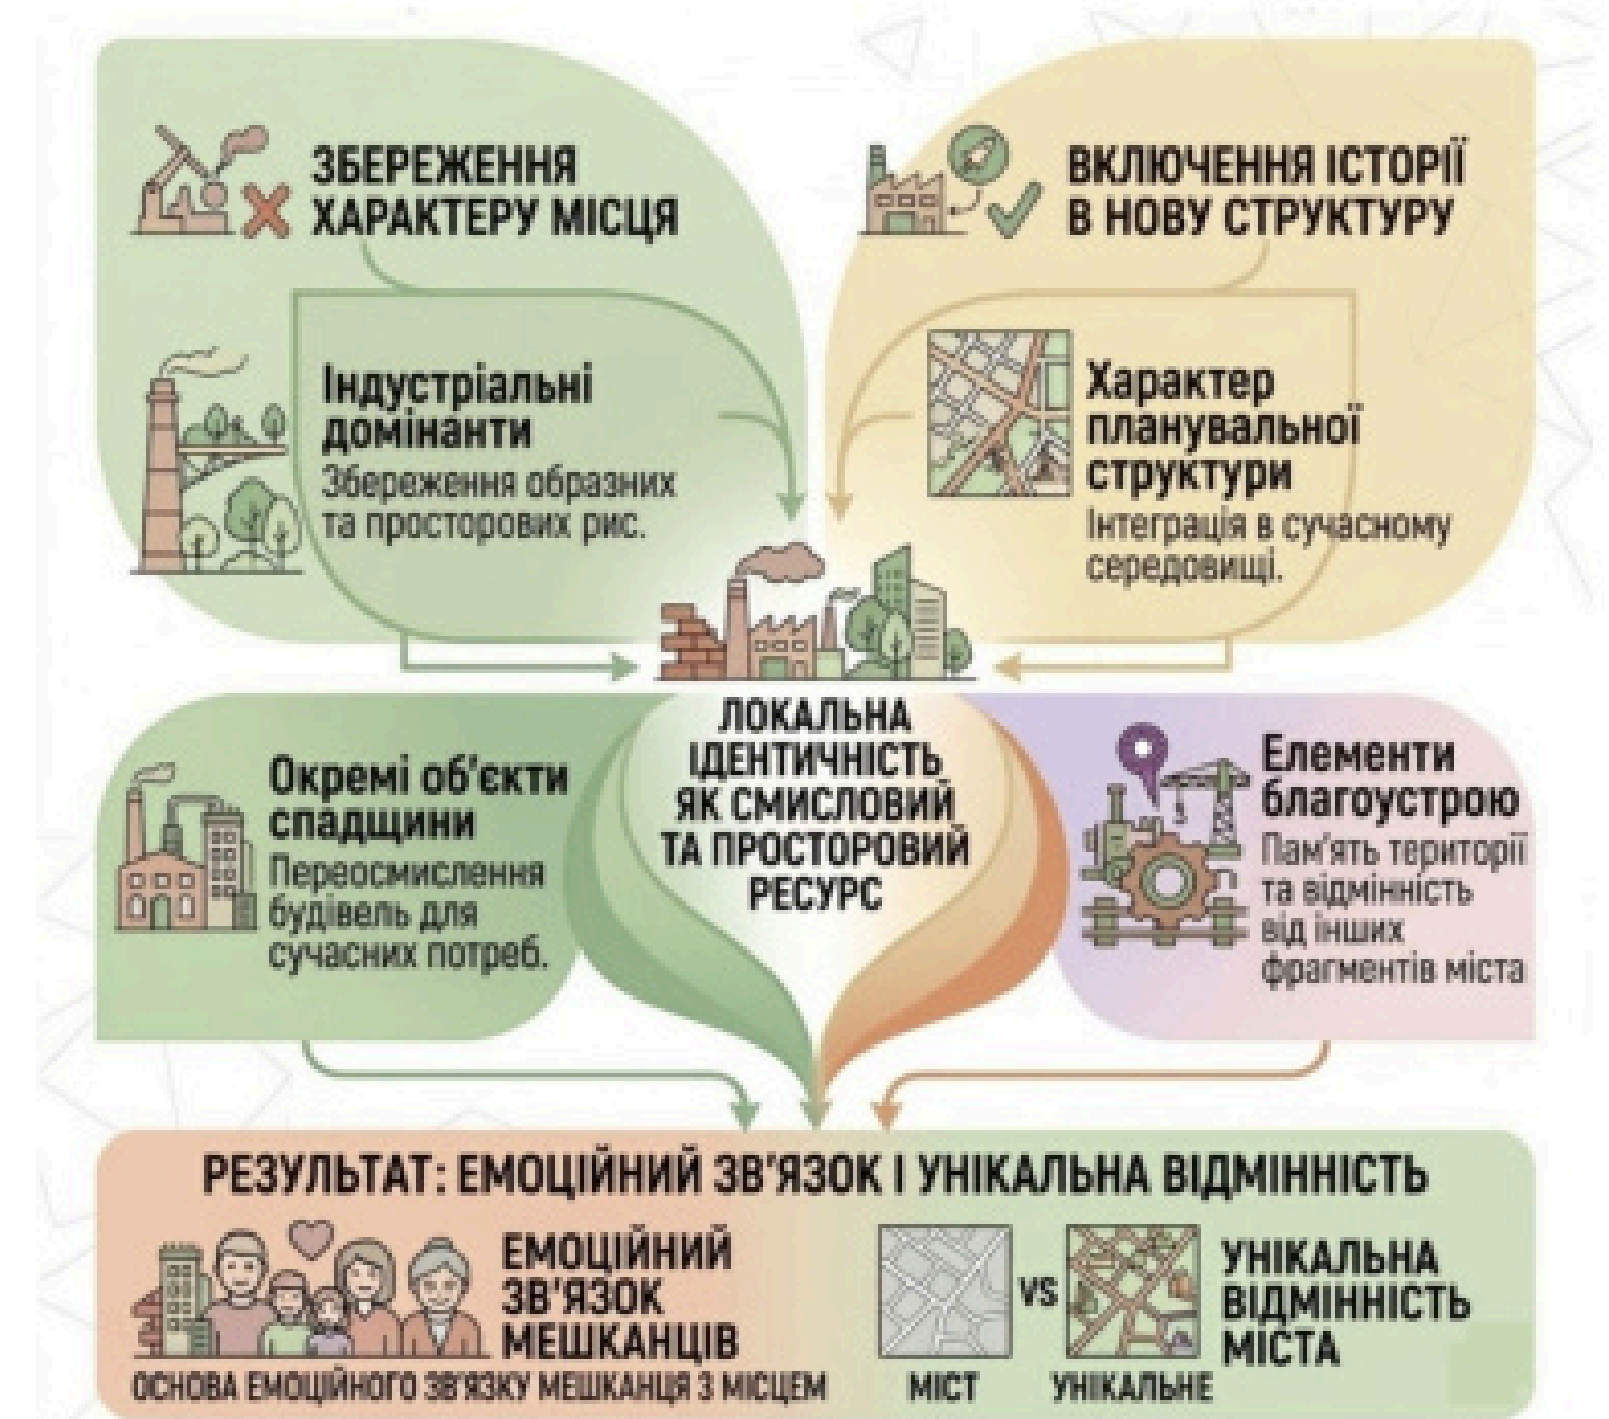 ЗБЕРЕЖЕННЯ
ХАРАКТЕРУ МІСЦЯ
Індустріальні
домінанти
Збереження образних
та просторових рис.
ВКЛЮЧЕННЯ ІСТОРІЇ
В НОВУ СТРУКТУРУ
Характер
планувальної
структури
Інтеграція в сучасному
середовищі.
ЛОКАЛЬНА
ІДЕНТИЧНІСТЬ
ЯК СМИСЛОВИЙ
ТА ПРОСТОРОВИЙ
РЕСУРС
Окремі об'єкти
спадщини
Переосмислення
будівель для
сучасних потреб.
Елементи
благоустрою
Пам'ять території
та відмінність
від інших
фрагментів міста
РЕЗУЛЬТАТ: ЕМОЦІЙНИЙ ЗВ'ЯЗОК І УНІКАЛЬНА ВІДМІННІСТЬ
ЕМОЦІЙНИЙ
ЗВ'ЯЗОК
МЕШКАНЦІВ
ОСНОВА ЕМОЦІЙНОГО ЗВ'ЯЗКУ МЕШКАНЦЯ З МІСЦЕМ
VS
МІСТ
УНІКАЛЬНЕ
УНІКАЛЬНА
ВІДМІННІСТЬ
МІСТА